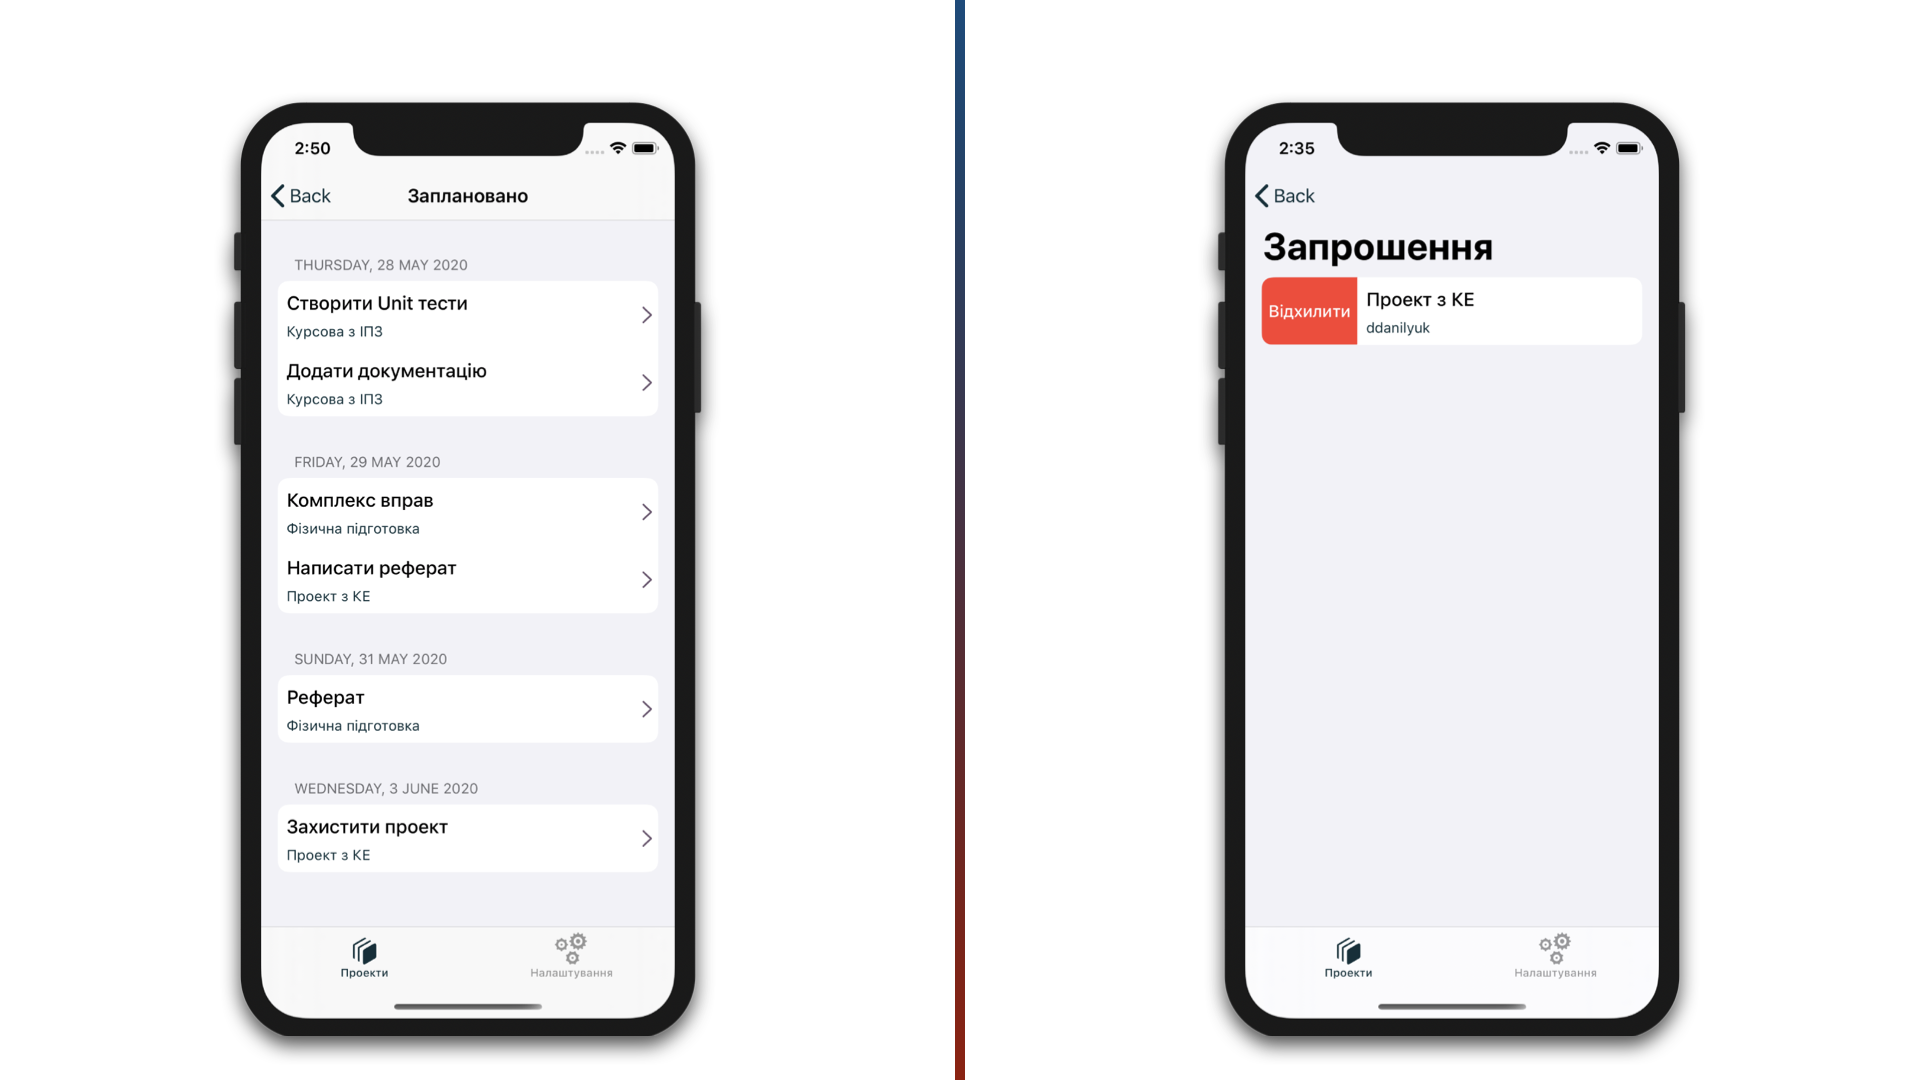 2:50
Back
Заплановано
THURSDAY, 28 MAY 2020
Створити Unit тести
Курсова з ІПЗ
Додати документацію
Курсова з ІПЗ
FRIDAY, 29 MAY 2020
Комплекс вправ
Фізична підготовка
Написати реферат
Проект з КЕ
SUNDAY, 31 MAY 2020
Реферат
Фізична підготовка
WEDNESDAY, 3 JUNE 2020
Захистити проект
Проект з КЕ
Проекти
Налаштування
2:35
Back
Запрошення
Відхилити
Проект з КЕ
ddanilyuk
Проекти
Налаштування